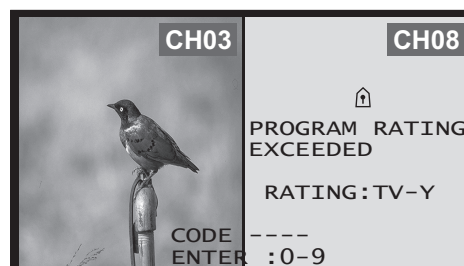 CH03 CH08
PROGRAM RATING
EXCEEDED
RATING:TV-Y
CODE ----
ENTER :0-9